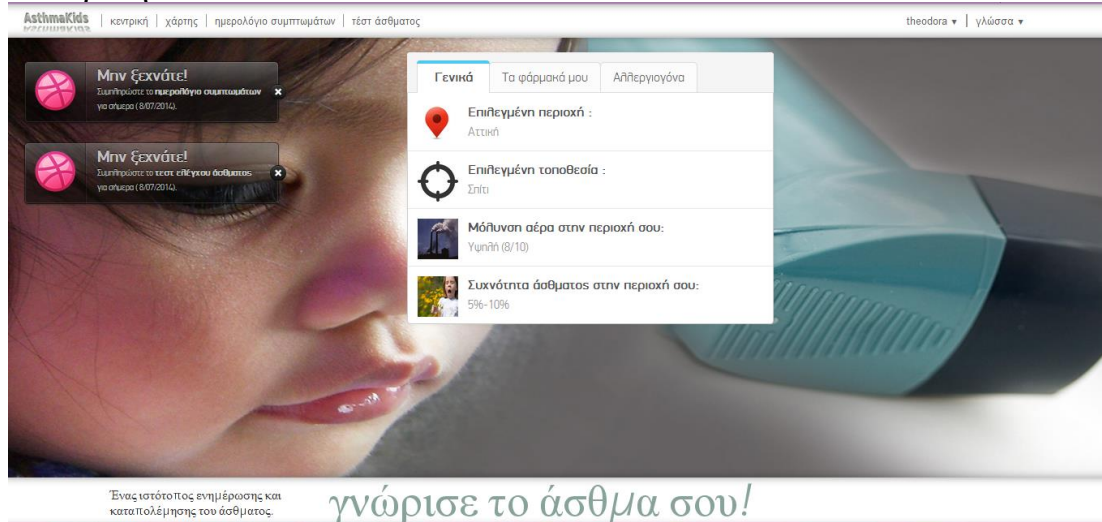 AsthmaKids
κεντρική | χάρτης | ημερολόγιο συμπτωμάτων | τέστ άσθματος
theodora ▾ | γλώσσα ▾
Μην ξεχνάτε!
Συμπληρώστε το ημερολόγιο συμπτωμάτων
για σήμερα ( 8/07/2014).
Μην ξεχνάτε!
Συμπληρώστε το τεστ ελέγχου άσθματος
για σήμερα ( 8/07/2014).
Γενικά Τα φάρμακά μου Αλλεργιογόνα
Επιλεγμένη περιοχή :
Αττική
Επιλεγμένη τοποθεσία :
Σπίτι
Μόλυνση αέρα στην περιοχή σου:
Υψηλή (8/10)
Συχνότητα άσθματος στην περιοχή σου:
5%-10%
Ένας ιστότοπος ενημέρωσης και
καταπολέμησης του άσθματος.
γνώρισε το άσθμα σου!